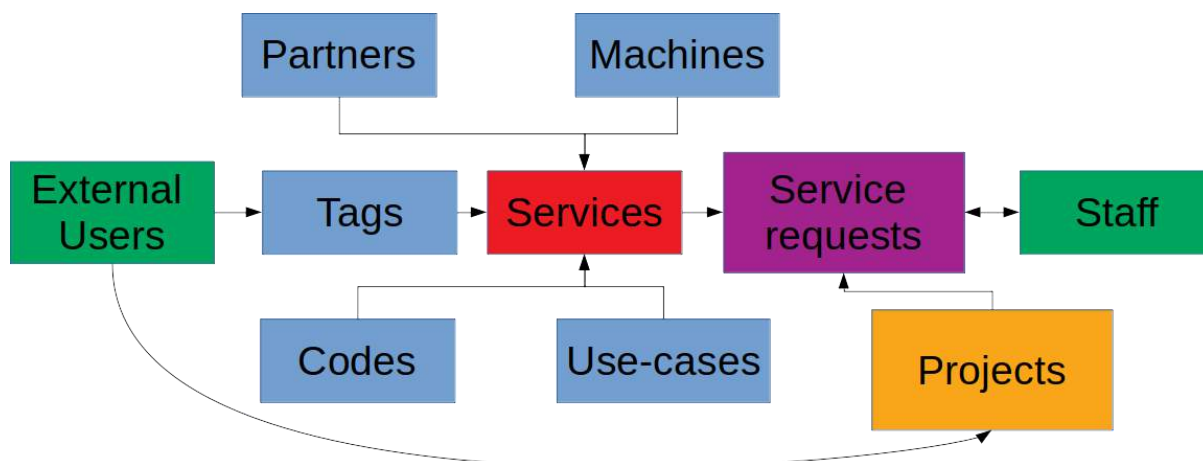 Partners
Machines
External
Users
Tags
Services
Service
requests
Staff
Codes
Use-cases
Projects